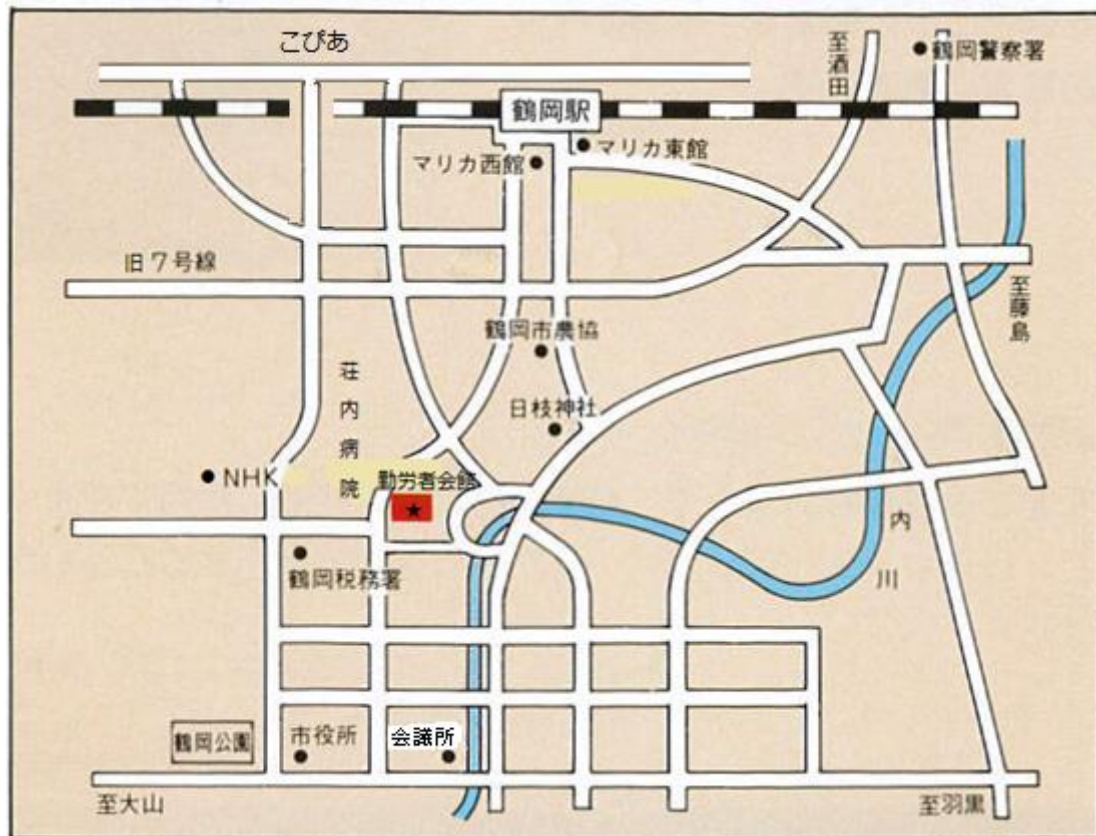 こぴあ
至酒田
鶴岡警察署
鶴岡駅
マリカ西館
マリカ東館
旧7号線
至藤島
鶴岡市農協
荘内病院
日枝神社
NHK
勤労者会館
内川
鶴岡税務署
鶴岡公園
市役所
会議所
至大山
至羽黒